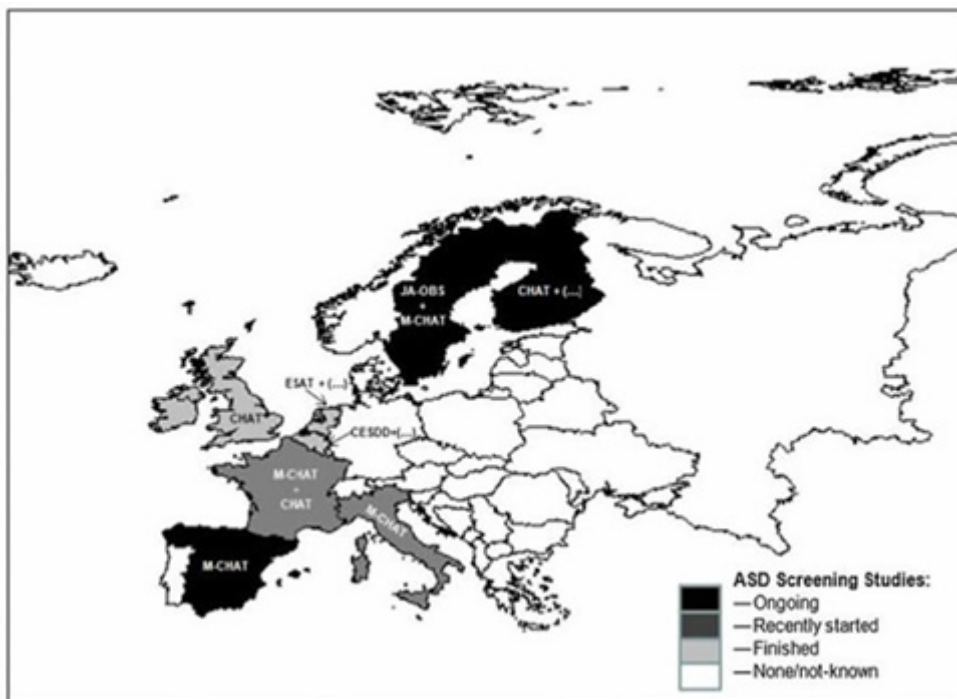 JA-OBS
+
M-CHAT
CHAT + (...)
ESAT + (...)
CHAT
CESDD+(...)
M-CHAT
+
CHAT
M-CHAT
M-CHAT
ASD Screening Studies:
—Ongoing
—Recently started
—Finished
—None/not-known